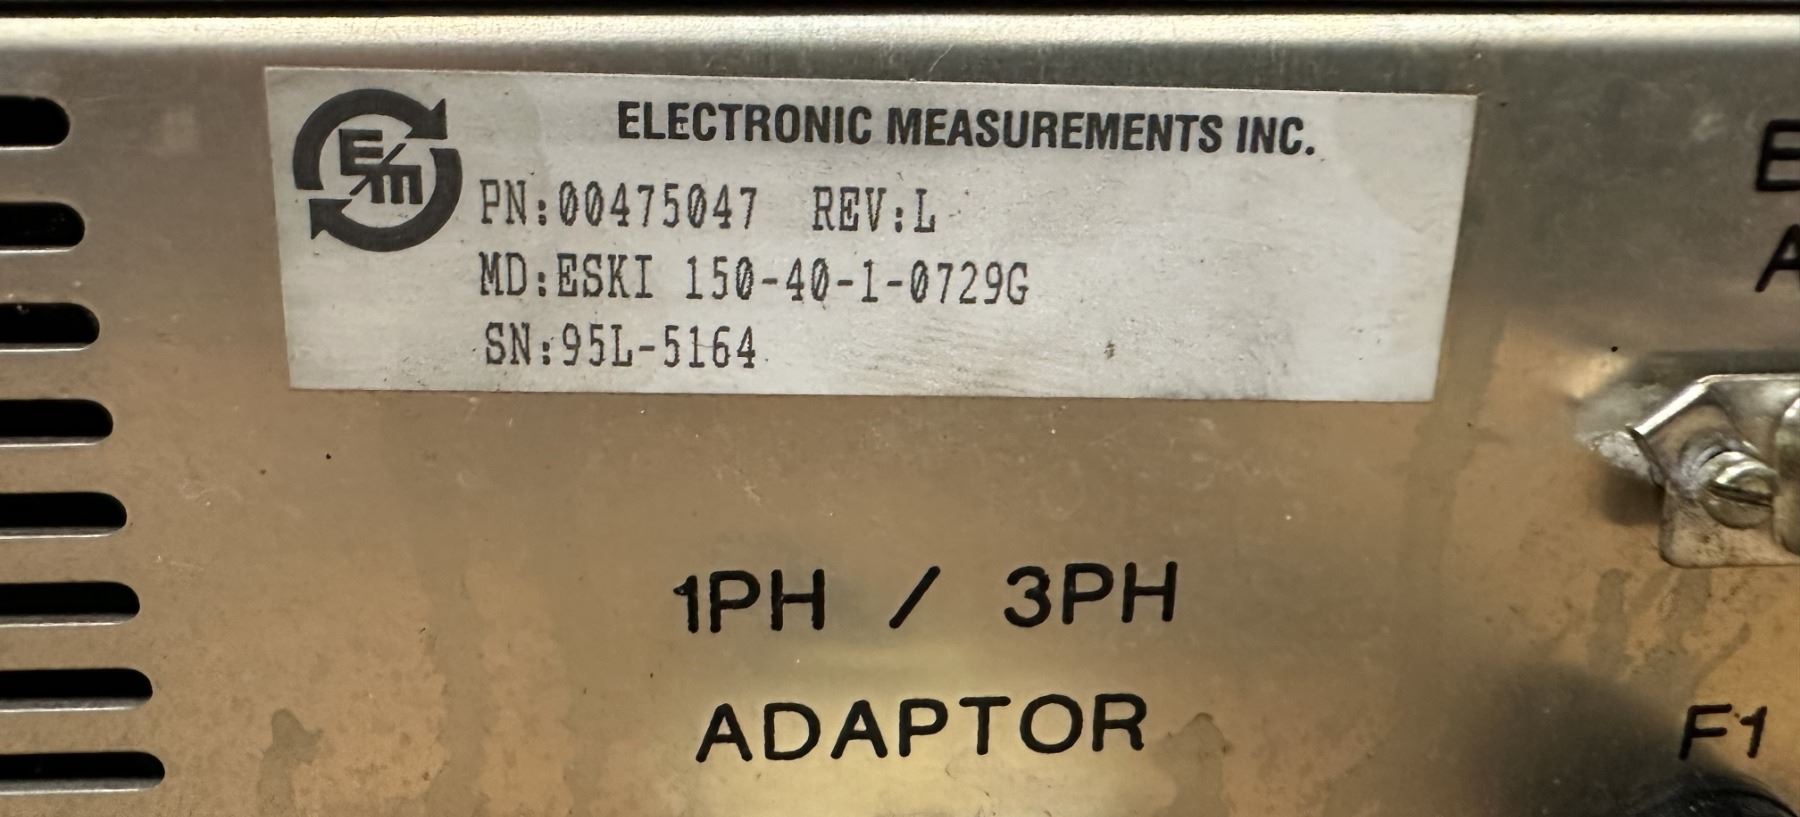 ELECTRONIC MEASUREMENTS INC.
E/m
PN:00475047 REV:L
MD:ESKI 150-40-1-0729G
SN:95L-5164
1PH / 3PH
ADAPTOR
F1